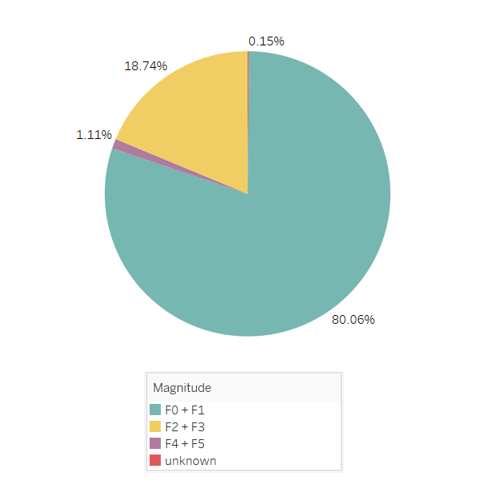 0.15%
18.74%
1.11%
80.06%
Magnitude
F0 + F1
F2 + F3
F4 + F5
unknown